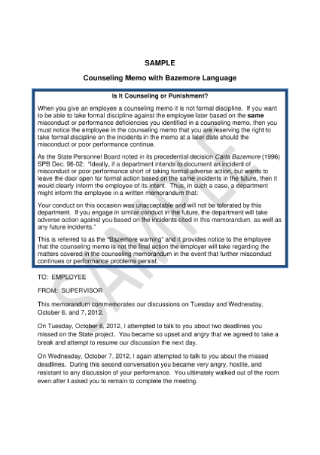 SAMPLE
Counseling Memo with Bazemore Language
Is It Counseling or Punishment?
When you give an employee a counseling memo it is not formal discipline. If you want
to be able to take formal discipline against the employee later based on the same
misconduct or performance deficiencies you identified in a counseling memo, then you
must notice the employee in the counseling memo that you are reserving the right to
take formal discipline on the incidents in the memo at a later date should the
misconduct or poor performance continue.
As the State Personnel Board noted in its precedential decision Carla Bazemore (1996)
SPB Dec. 96-02: "Ideally, if a department intends to document an incident of
misconduct or poor performance short of taking formal adverse action, but wants to
leave the door open for formal action based on the same incidents in the future, then it
would clearly inform the employee of its intent. Thus, in such a case, a department
might inform the employee in a written memorandum that:
Your conduct on this occasion was unacceptable and will not be tolerated by this
department. If you engage in similar conduct in the future, the department will take
adverse action against you based on the incidents cited in this memorandum, as well as
any future incidents."
This is referred to as the "Bazemore warning" and it provides notice to the employee
that the counseling memo is not the final action the employer will take regarding the
matters covered in the counseling memorandum in the event that further misconduct
continues or performance problems persist.
TO: EMPLOYEE
FROM: SUPERVISOR
This memorandum commemorates our discussions on Tuesday and Wednesday,
October 6, and 7, 2012.
On Tuesday, October 6, 2012, I attempted to talk to you about two deadlines you
missed on the State project. You became so upset and angry that we agreed to take a
break and attempt to resume our discussion the next day.
On Wednesday, October 7, 2012, I again attempted to talk to you about the missed
deadlines. During this second conversation you became very angry, hostile, and
resistant to any discussion of your performance. You ultimately walked out of the room
even after I asked you to remain to complete the meeting.
SAMPLE